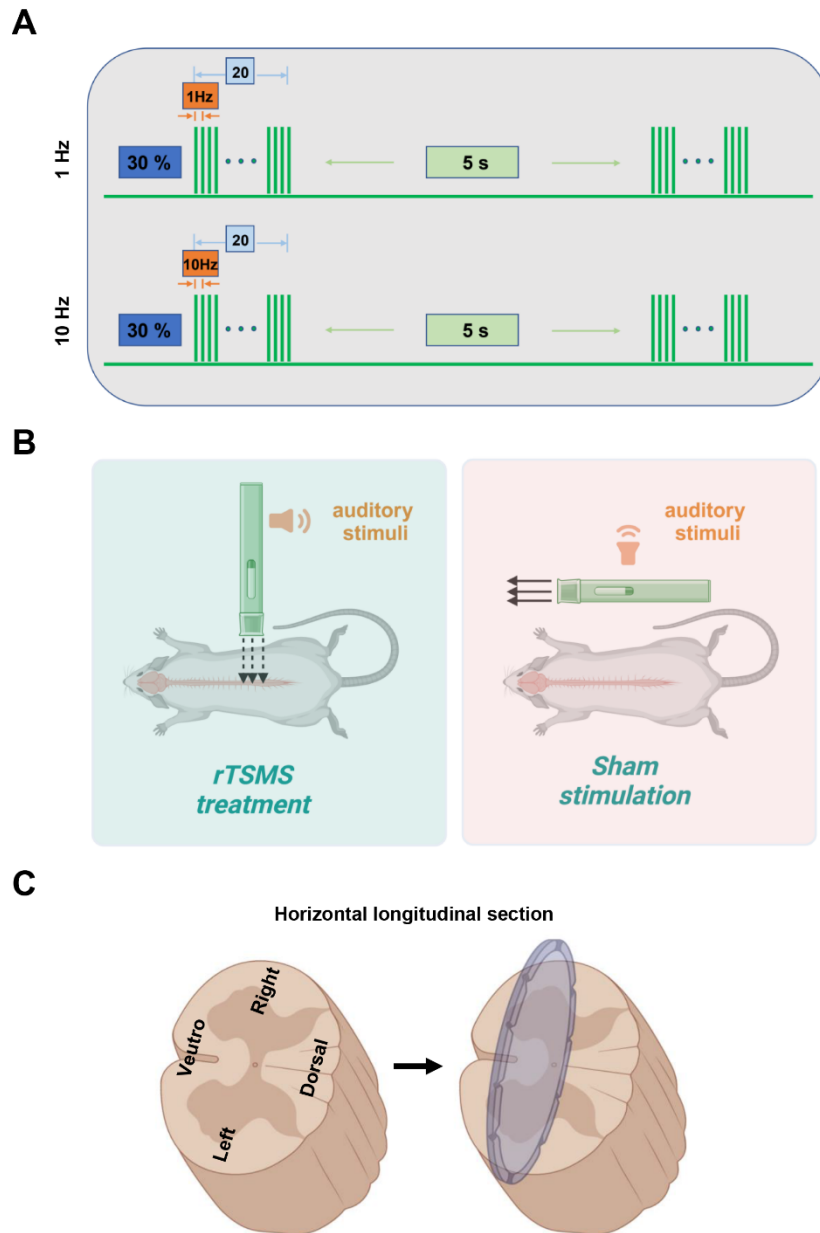 A
20
1Hz
1 Hz
30 %
5 s
20
10Hz
10 Hz
30 %
5 s
B
auditory
stimuli
rTSMS
treatment
auditory
stimuli
Sham
stimulation
C
Horizontal longitudinal section
Right
Veutro
Dorsal
Left